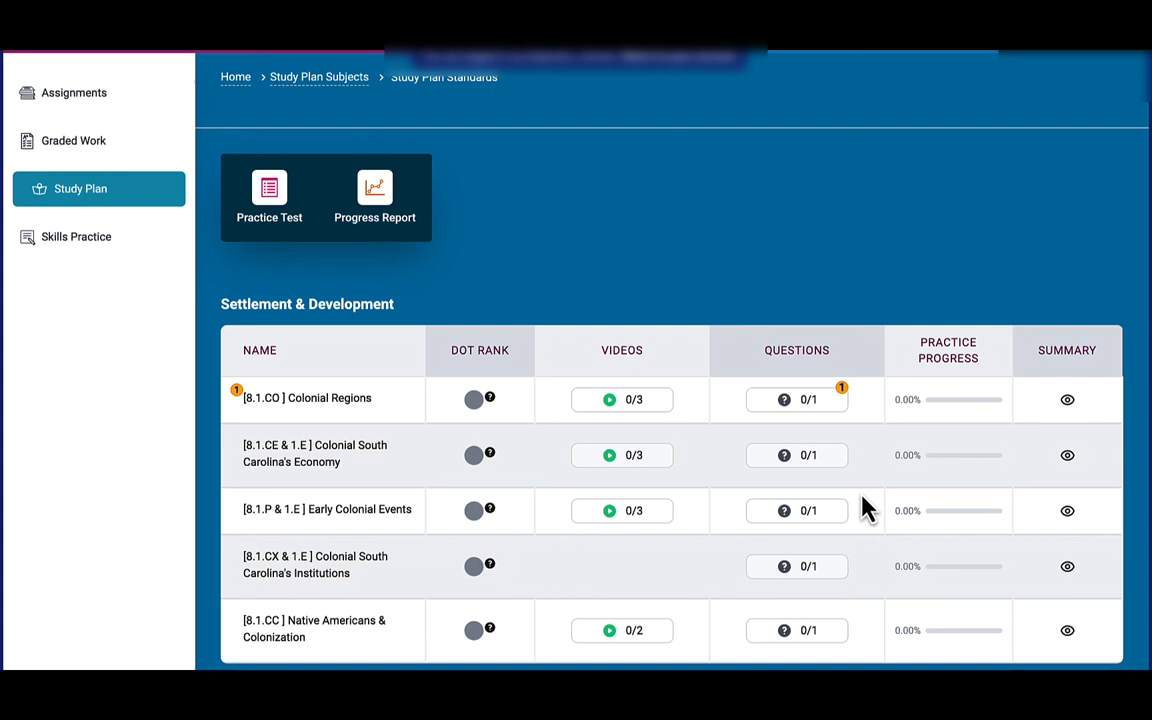 Assignments
Graded Work
Study Plan
Skills Practice
Home > Study Plan Subjects > Study Plan Standards
Practice Test
Progress Report
Settlement & Development
NAME
DOT RANK
VIDEOS
QUESTIONS
PRACTICE
PROGRESS
SUMMARY
1
[8.1.CO ] Colonial Regions
?
0/3
? 0/1
1
0.00%
[8.1.CE & 1.E ] Colonial South
Carolina's Economy
?
0/3
? 0/1
0.00%
[8.1.P & 1.E ] Early Colonial Events
?
0/3
? 0/1
0.00%
[8.1.CX & 1.E ] Colonial South
Carolina's Institutions
?
? 0/1
0.00%
[8.1.CC ] Native Americans &
Colonization
?
0/2
? 0/1
0.00%